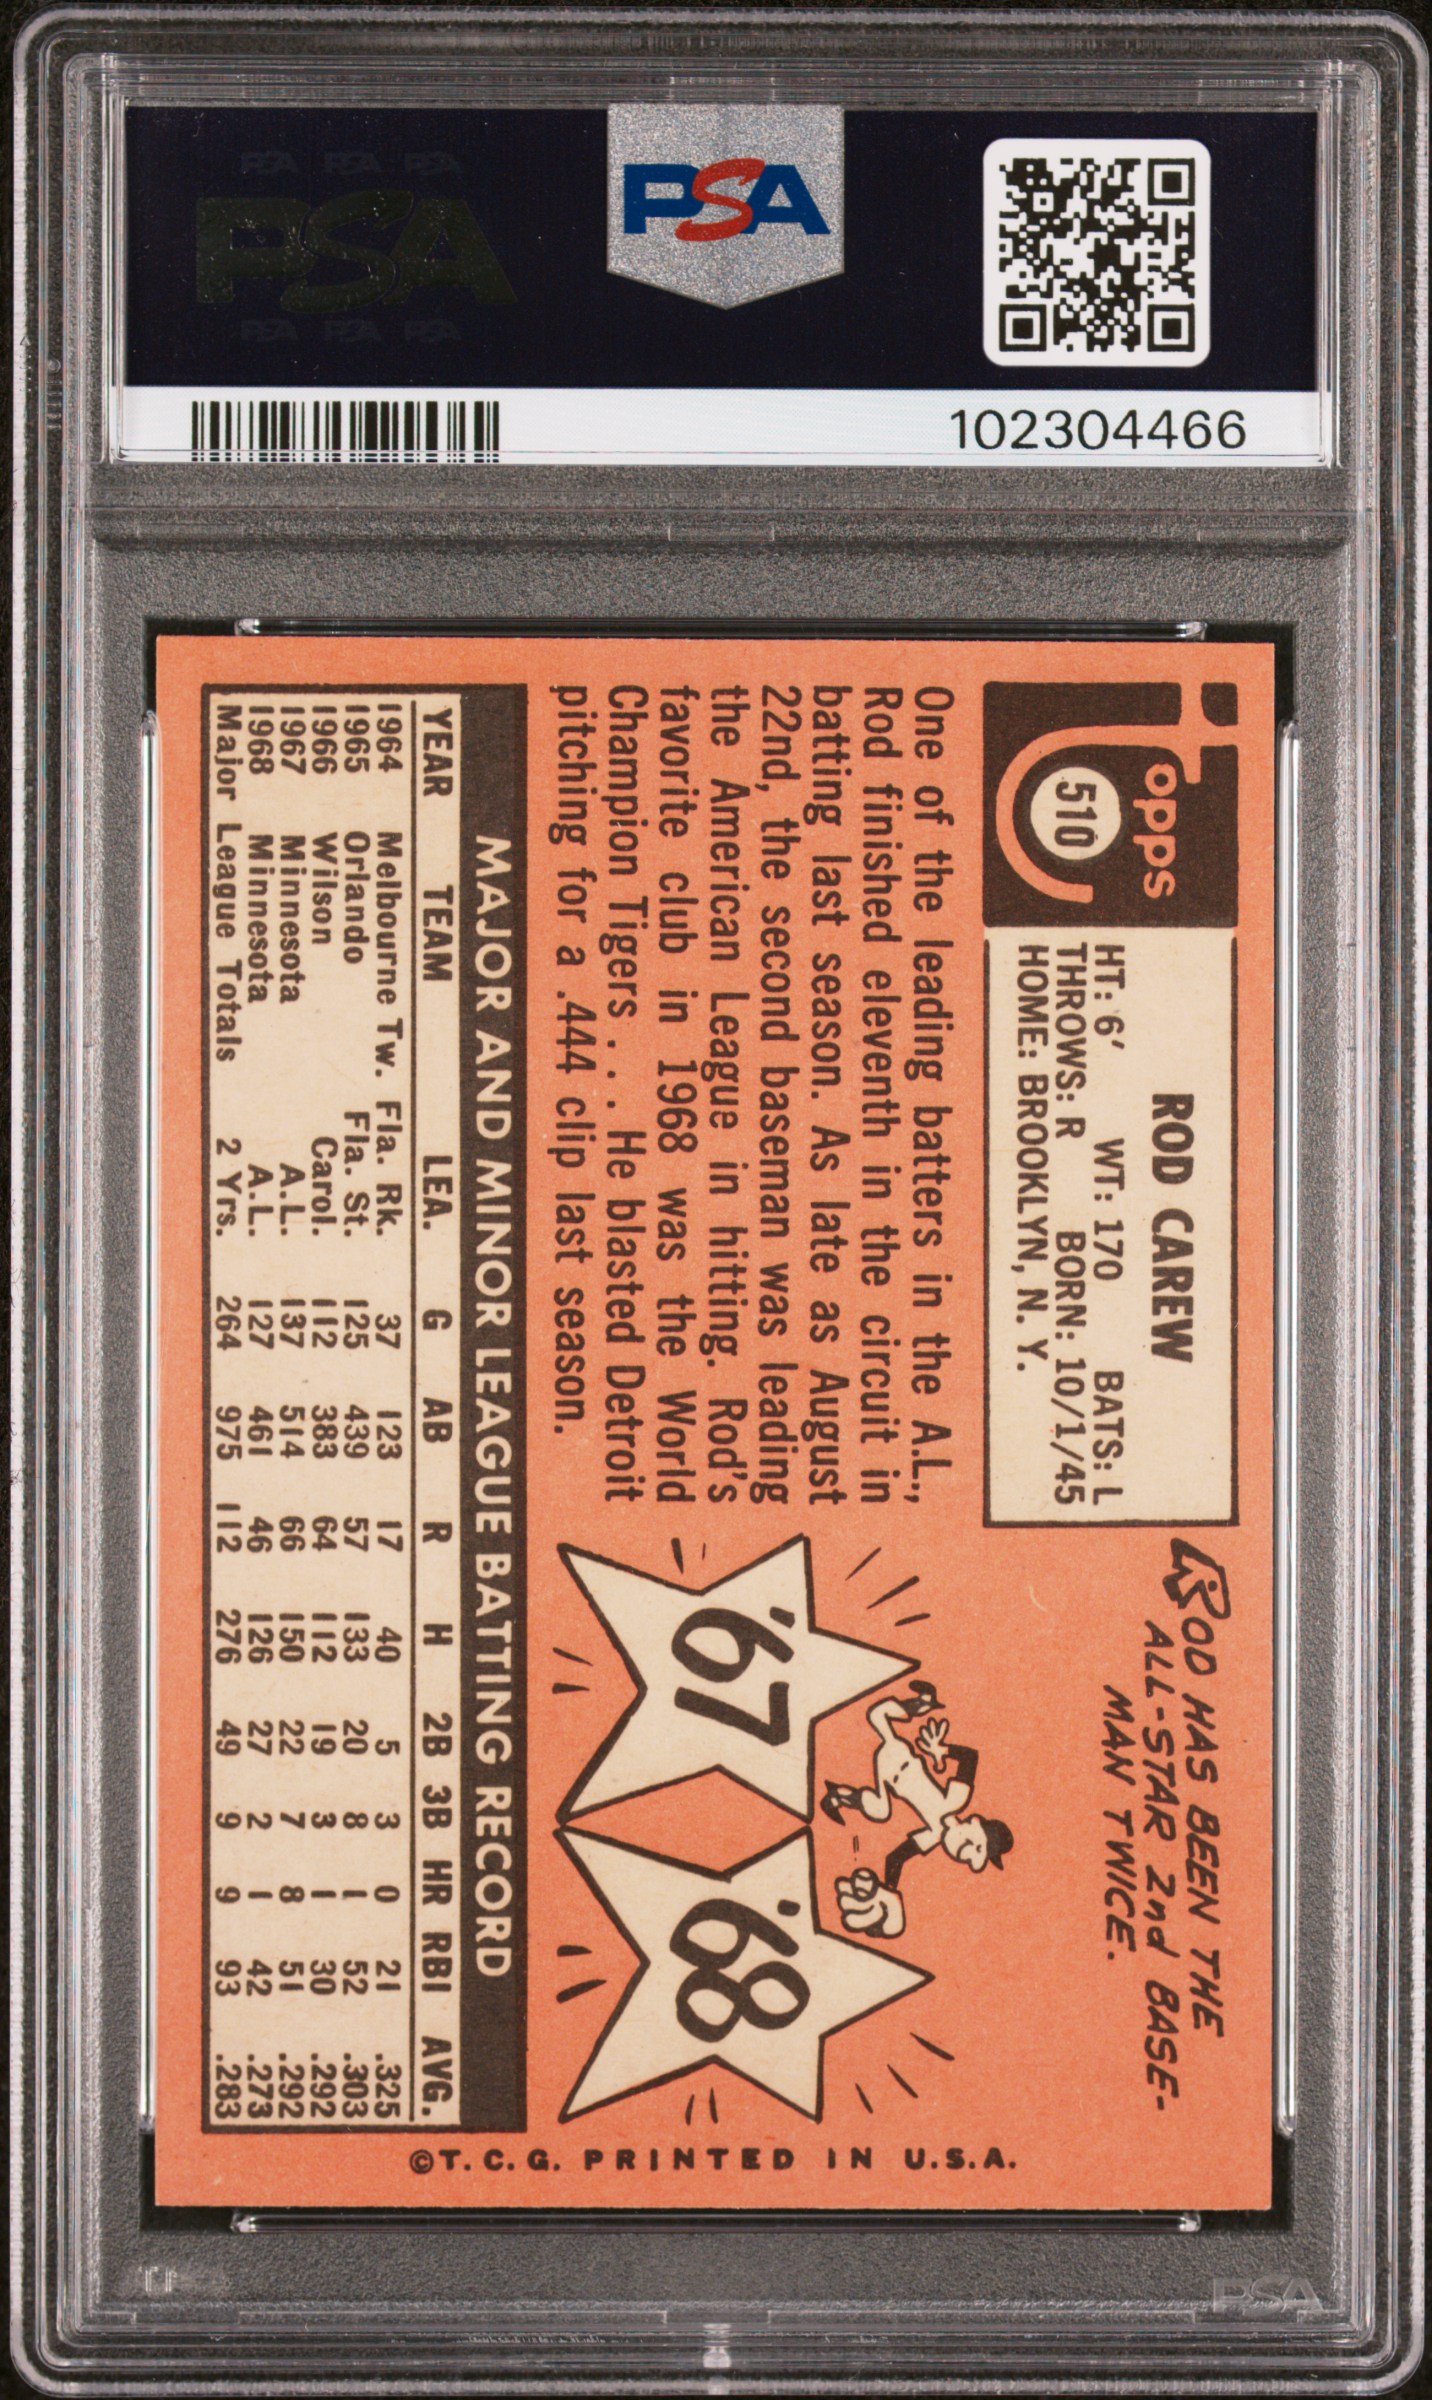 PSA PSA PSA
PSA
PSA PSA PSA
PSA
102304466
Topps
510
ROD CAREW
HT: 6' WT: 170 BATS: L
THROWS: R BORN: 10/1/45
HOME: BROOKLYN, N. Y.
ROD HAS BEEN THE
ALL-STAR 2nd BASE-
MAN TWICE.
One of the leading batters in the A.L.,
Rod finished eleventh in the circuit in
batting last season. As late as August
22nd, the second baseman was leading
the American League in hitting. Rod's
favorite club in 1968 was the World
Champion Tigers . . . He blasted Detroit
pitching for a .444 clip last season.
'67
'68
MAJOR AND MINOR LEAGUE BATTING RECORD
YEAR TEAM LEA. G AB R H 2B 3B HR RBI AVG.
1964 Melbourne Tw. Fla. Rk. 37 123 17 40 5 3 0 21 .325
1965 Orlando Fla. St. 125 439 57 133 20 8 1 52 .303
1966 Wilson Carol. 112 383 64 112 19 3 1 30 .292
1967 Minnesota A.L. 137 514 66 150 22 7 8 51 .292
1968 Minnesota A.L. 127 461 46 126 27 2 1 42 .273
Major League Totals 2 Yrs. 264 975 112 276 49 9 9 93 .283
©T.C.G. PRINTED IN U.S.A.
PSA